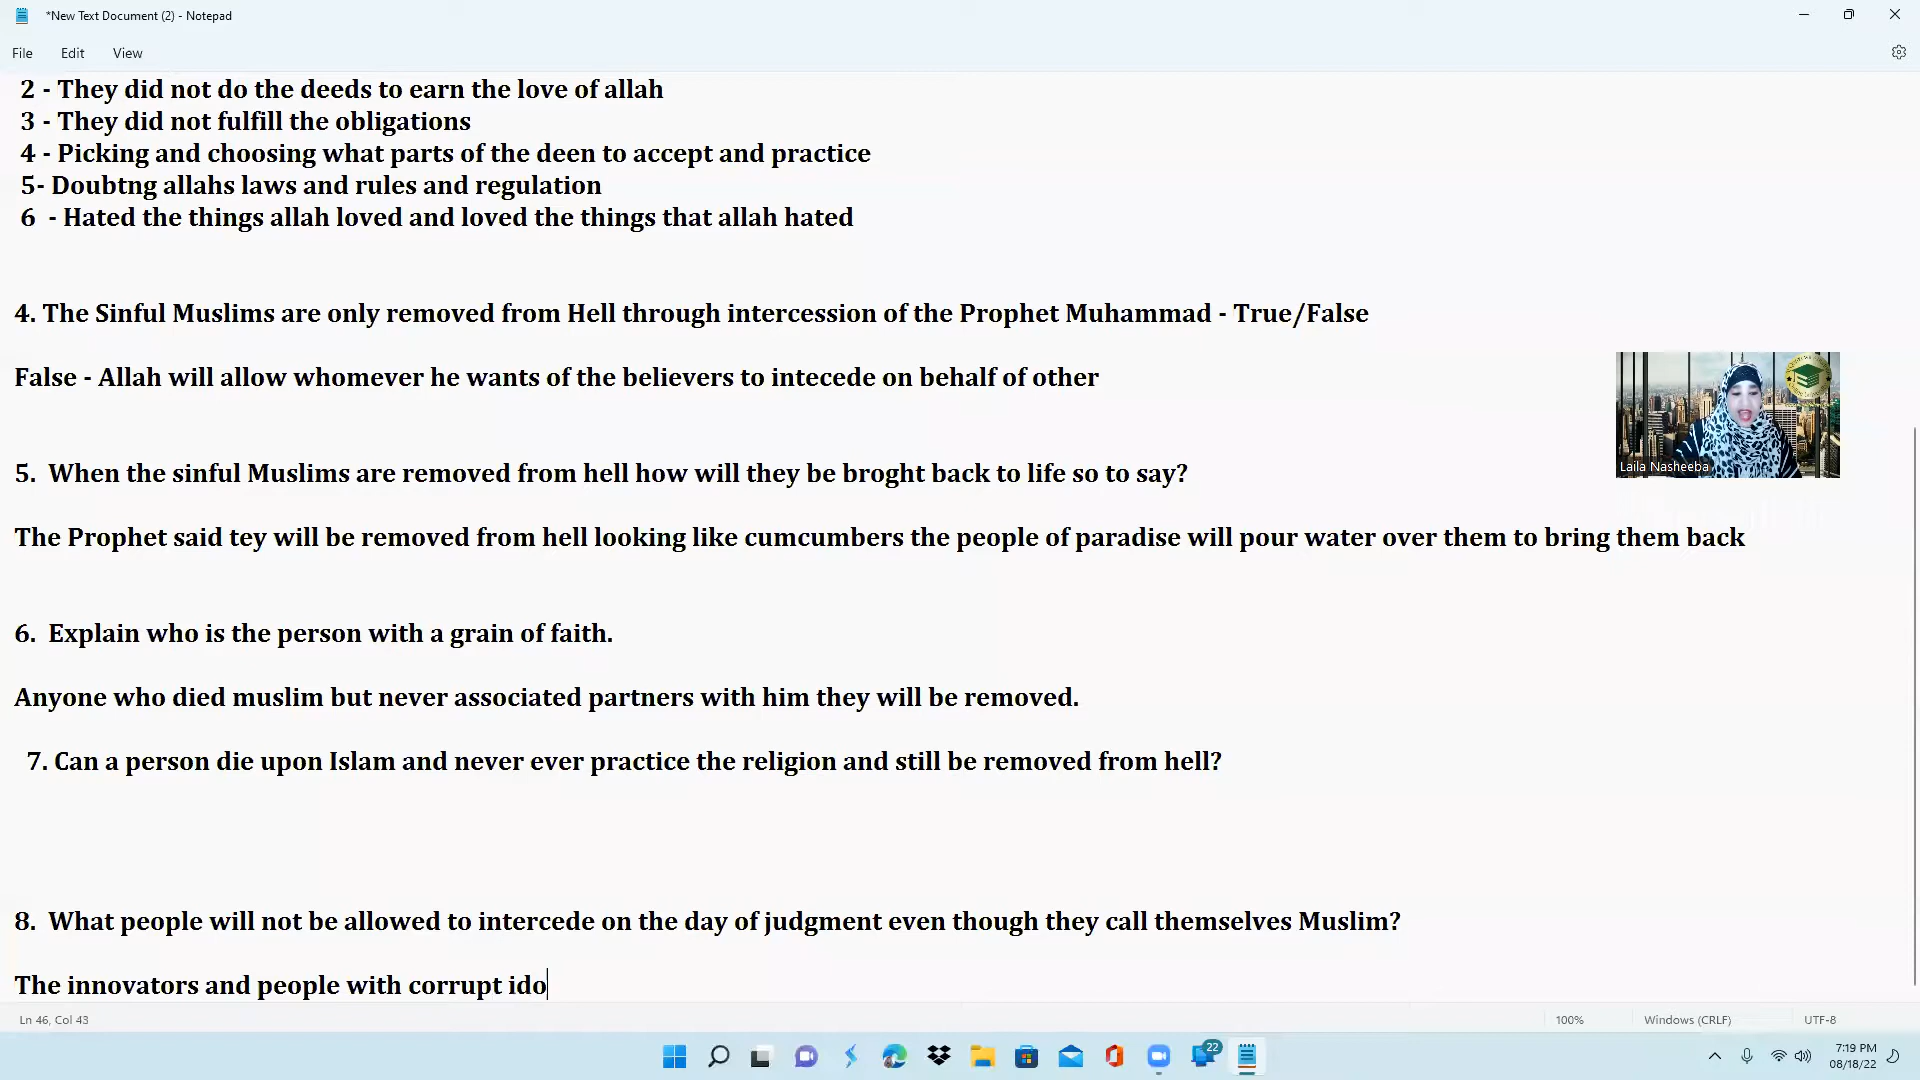 *New Text Document (2) - Notepad
File Edit View
2 - They did not do the deeds to earn the love of allah
3 - They did not fulfill the obligations
4 - Picking and choosing what parts of the deen to accept and practice
5- Doubtng allahs laws and rules and regulation
6  - Hated the things allah loved and loved the things that allah hated
4. The Sinful Muslims are only removed from Hell through intercession of the Prophet Muhammad - True/False
False - Allah will allow whomever he wants of the believers to intecede on behalf of other
Laila Nasheeba
5.  When the sinful Muslims are removed from hell how will they be broght back to life so to say?
The Prophet said tey will be removed from hell looking like cumcumbers the people of paradise will pour water over them to bring them back
6.  Explain who is the person with a grain of faith.
Anyone who died muslim but never associated partners with him they will be removed.
7. Can a person die upon Islam and never ever practice the religion and still be removed from hell?
8.  What people will not be allowed to intercede on the day of judgment even though they call themselves Muslim?
The innovators and people with corrupt ido
Ln 46, Col 43 100% Windows (CRLF) UTF-8
22
7:19 PM
08/18/22